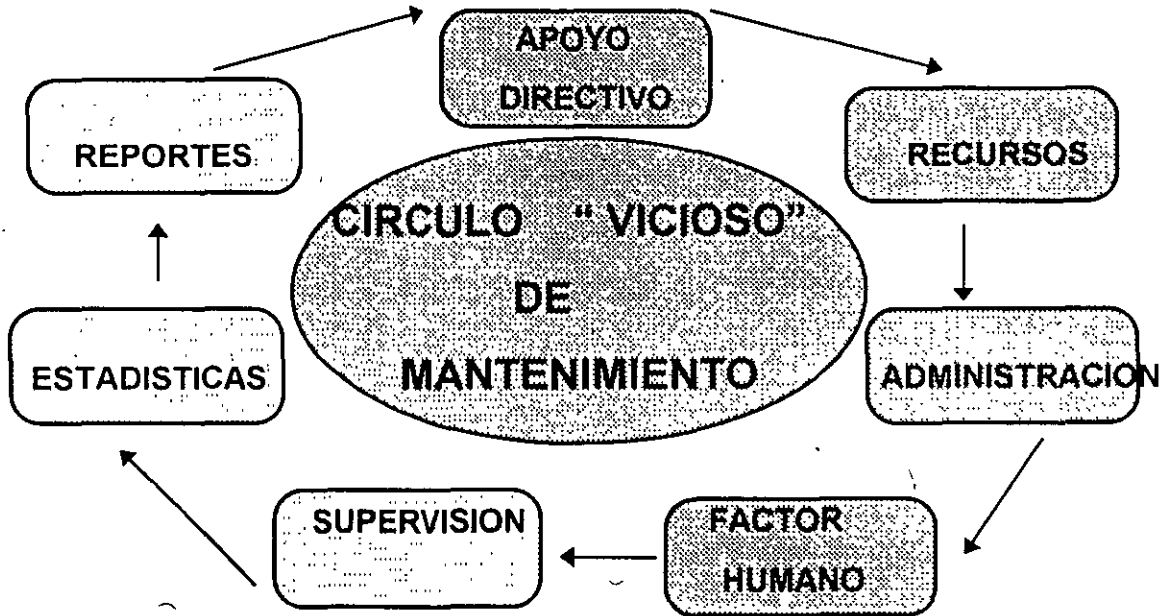 APOYO
DIRECTIVO
REPORTES
RECURSOS
CIRCULO " VICIOSO"
DE
MANTENIMIENTO
ESTADISTICAS
ADMINISTRACION
SUPERVISION
FACTOR
HUMANO